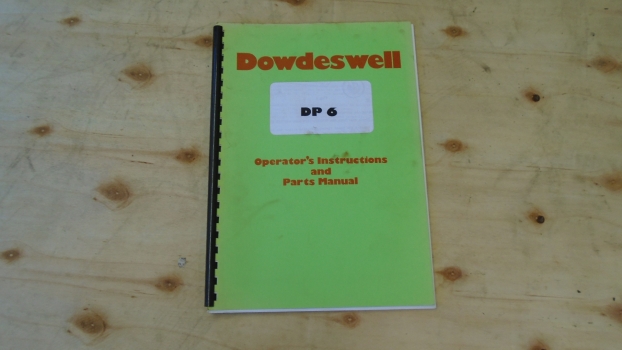 Dowdeswell
DP 6
Operator's Instructions
and
Parts Manual